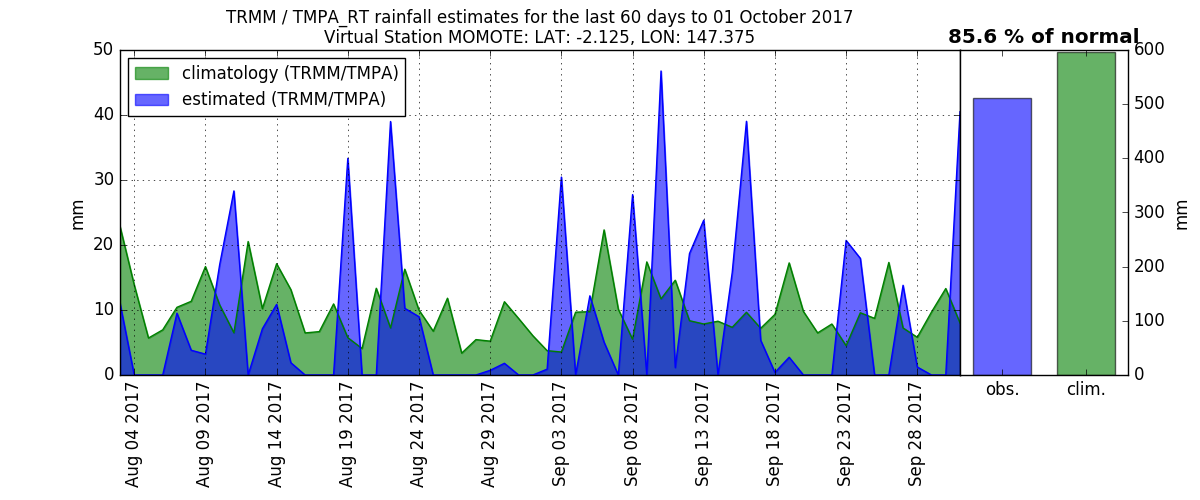 TRMM / TMPA_RT rainfall estimates for the last 60 days to 01 October 2017
Virtual Station MOMOTE: LAT: -2.125, LON: 147.375
85.6 % of normal
climatology (TRMM/TMPA)
estimated (TRMM/TMPA)
50
40
30
20
10
0
mm
600
500
400
300
200
100
0
mm
obs.
clim.
Aug 04 2017
Aug 09 2017
Aug 14 2017
Aug 19 2017
Aug 24 2017
Aug 29 2017
Sep 03 2017
Sep 08 2017
Sep 13 2017
Sep 18 2017
Sep 23 2017
Sep 28 2017